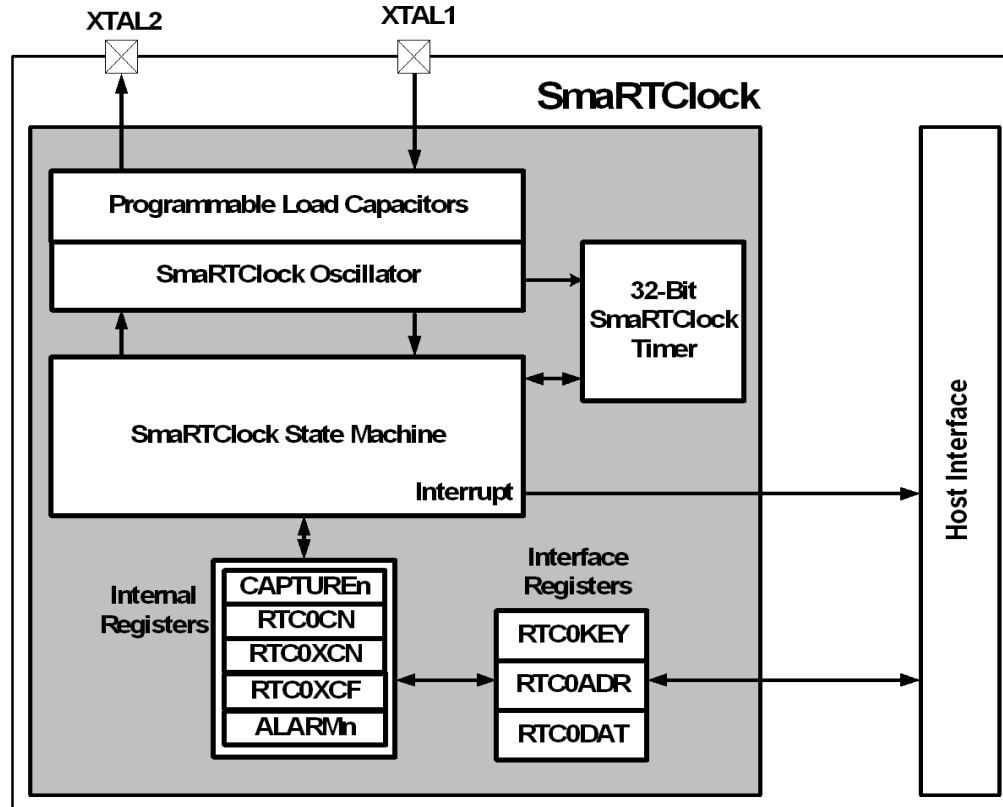 XTAL2
XTAL1
SmaRTClock
Programmable Load Capacitors
SmaRTClock Oscillator
32-Bit
SmaRTClock
Timer
SmaRTClock State Machine
Interrupt
Host Interface
Internal
Registers
CAPTUREn
RTC0CN
RTC0XCN
RTC0XCF
ALARMn
Interface
Registers
RTC0KEY
RTC0ADR
RTC0DAT